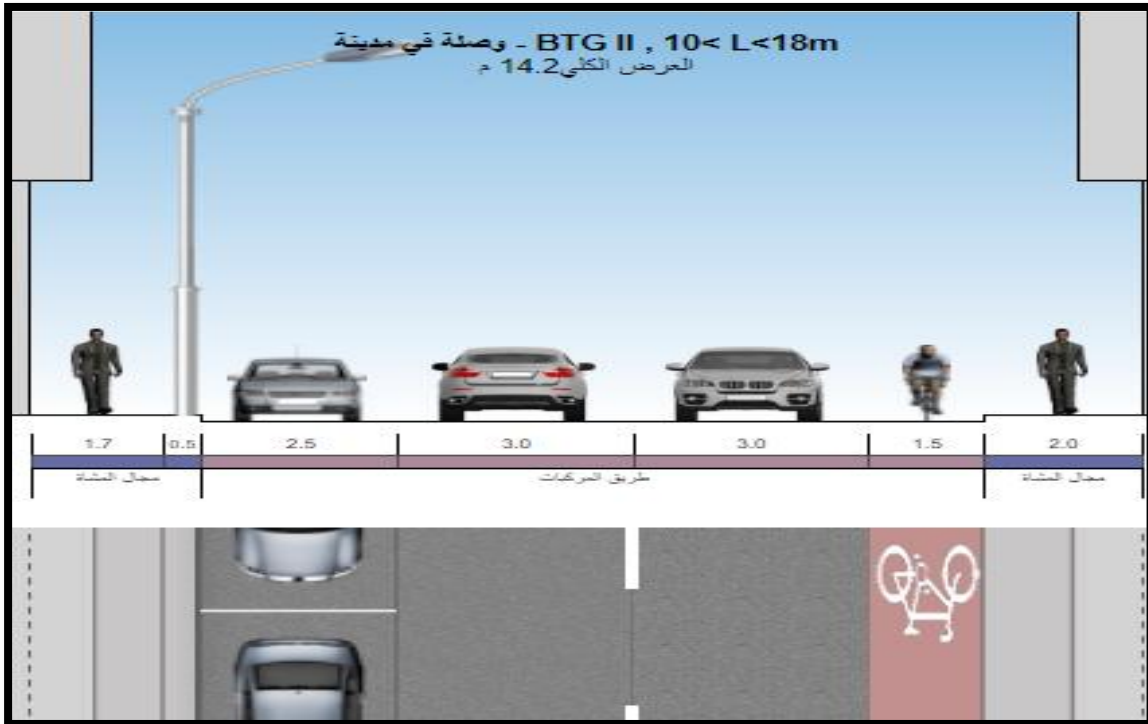 وصلة في مدينة - BTG II , 10< L<18m
العرض الكلي14.2 م
1.7 0.5 2.5 3.0 3.0 1.5 2.0
مجال المشاة طريق المركبات مجال المشاة